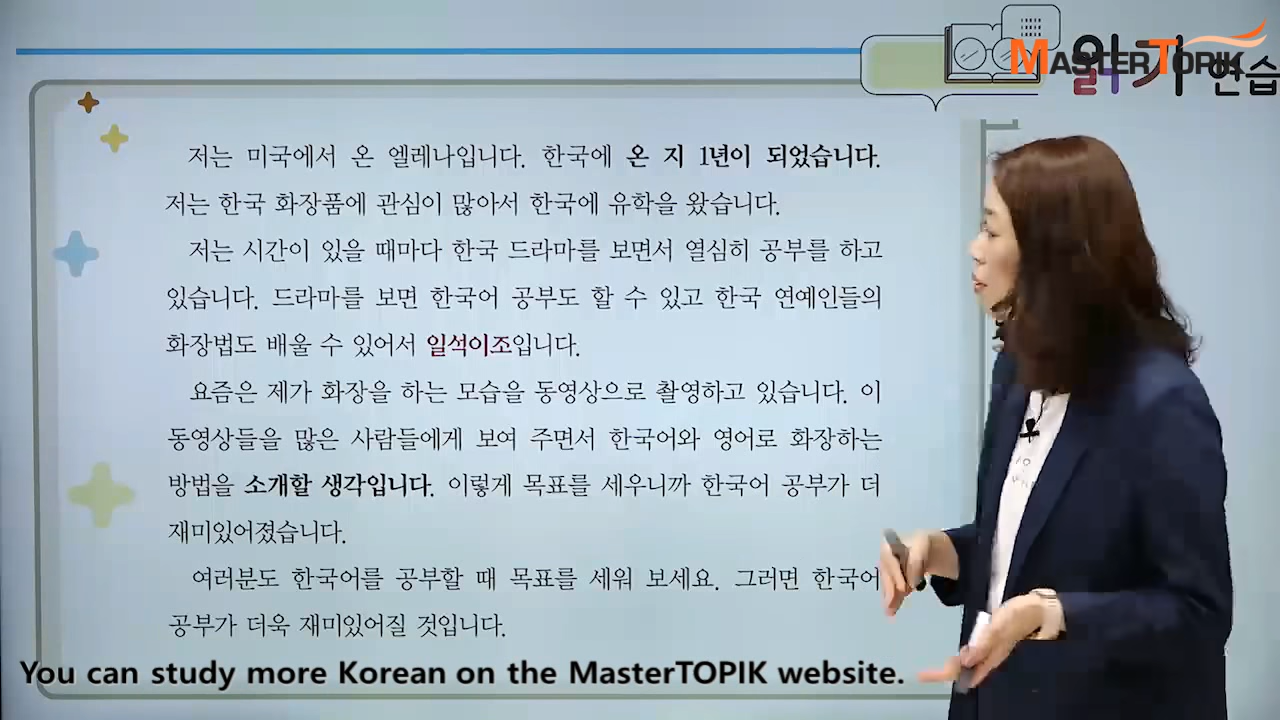 MASTERTOPIK
읽기 연습
저는 미국에서 온 엘레나입니다. 한국에 온 지 1년이 되었습니다.
저는 한국 화장품에 관심이 많아서 한국에 유학을 왔습니다.
저는 시간이 있을 때마다 한국 드라마를 보면서 열심히 공부를 하고
있습니다. 드라마를 보면 한국어 공부도 할 수 있고 한국 연예인들의
화장법도 배울 수 있어서 일석이조입니다.
요즘은 제가 화장을 하는 모습을 동영상으로 촬영하고 있습니다. 이
동영상들을 많은 사람들에게 보여 주면서 한국어와 영어로 화장하는
방법을 소개할 생각입니다. 이렇게 목표를 세우니까 한국어 공부가 더
재미있어졌습니다.
여러분도 한국어를 공부할 때 목표를 세워 보세요. 그러면 한국어
공부가 더욱 재미있어질 것입니다.
You can study more Korean on the MasterTOPIK website.